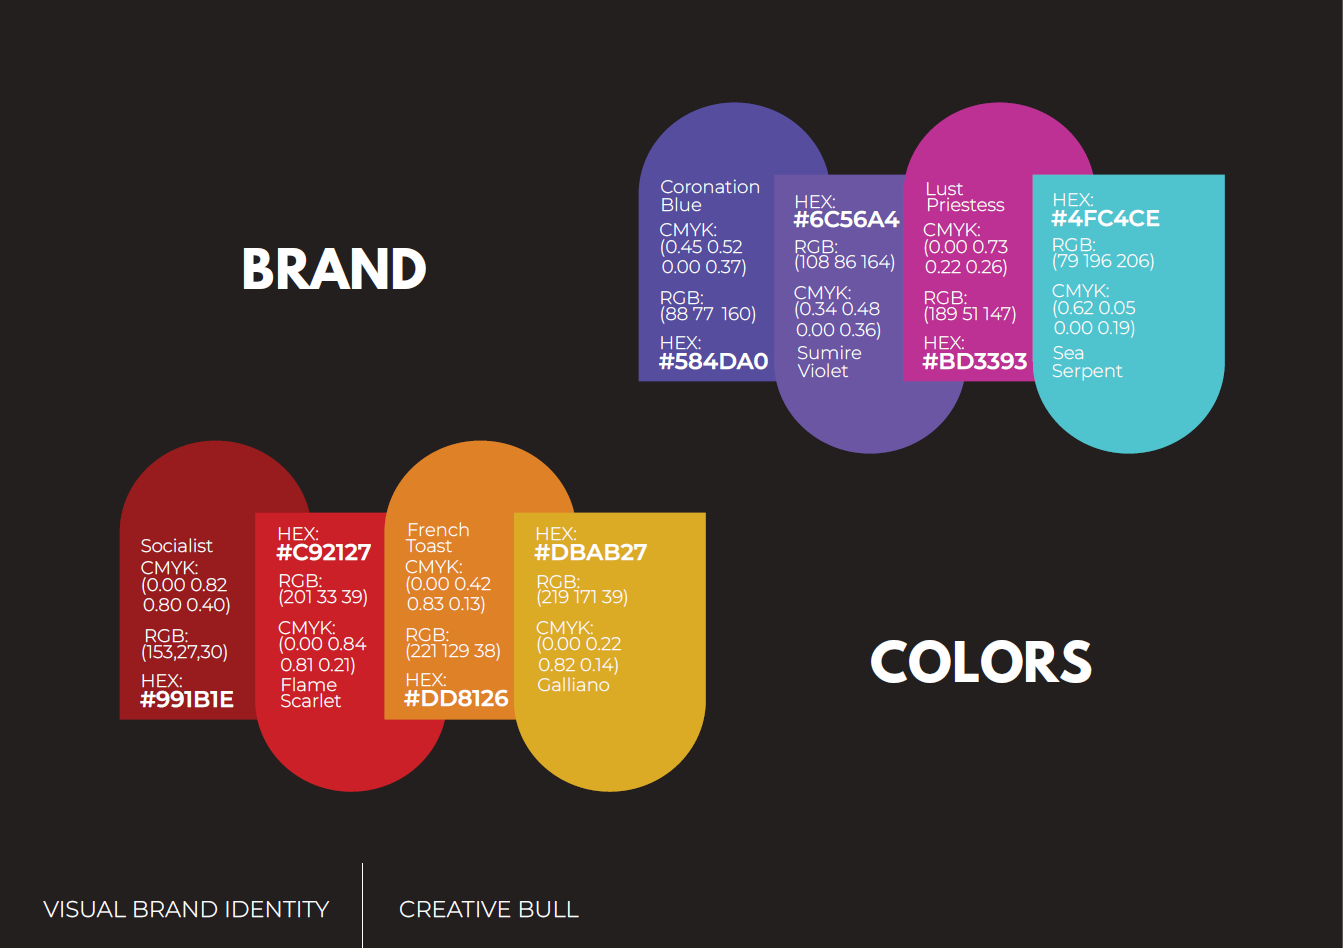 BRAND
Coronation
Blue
CMYK:
(0.45 0.52
0.00 0.37)
RGB:
(88 77 160)
HEX:
#584DA0
HEX:
#6C56A4
RGB:
(108 86 164)
CMYK:
(0.34 0.48
0.00 0.36)
Sumire
Violet
Lust
Priestess
CMYK:
(0.00 0.73
0.22 0.26)
RGB:
(189 51 147)
HEX:
#BD3393
HEX:
#4FC4CE
RGB:
(79 196 206)
CMYK:
(0.62 0.05
0.00 0.19)
Sea
Serpent
Socialist
CMYK:
(0.00 0.82
0.80 0.40)
RGB:
(153,27,30)
HEX:
#991B1E
HEX:
#C92127
RGB:
(201 33 39)
CMYK:
(0.00 0.84
0.81 0.21)
Flame
Scarlet
French
Toast
CMYK:
(0.00 0.42
0.83 0.13)
RGB:
(221 129 38)
HEX:
#DD8126
HEX:
#DBAB27
RGB:
(219 171 39)
CMYK:
(0.00 0.22
0.82 0.14)
Galliano
COLORS
VISUAL BRAND IDENTITY
CREATIVE BULL